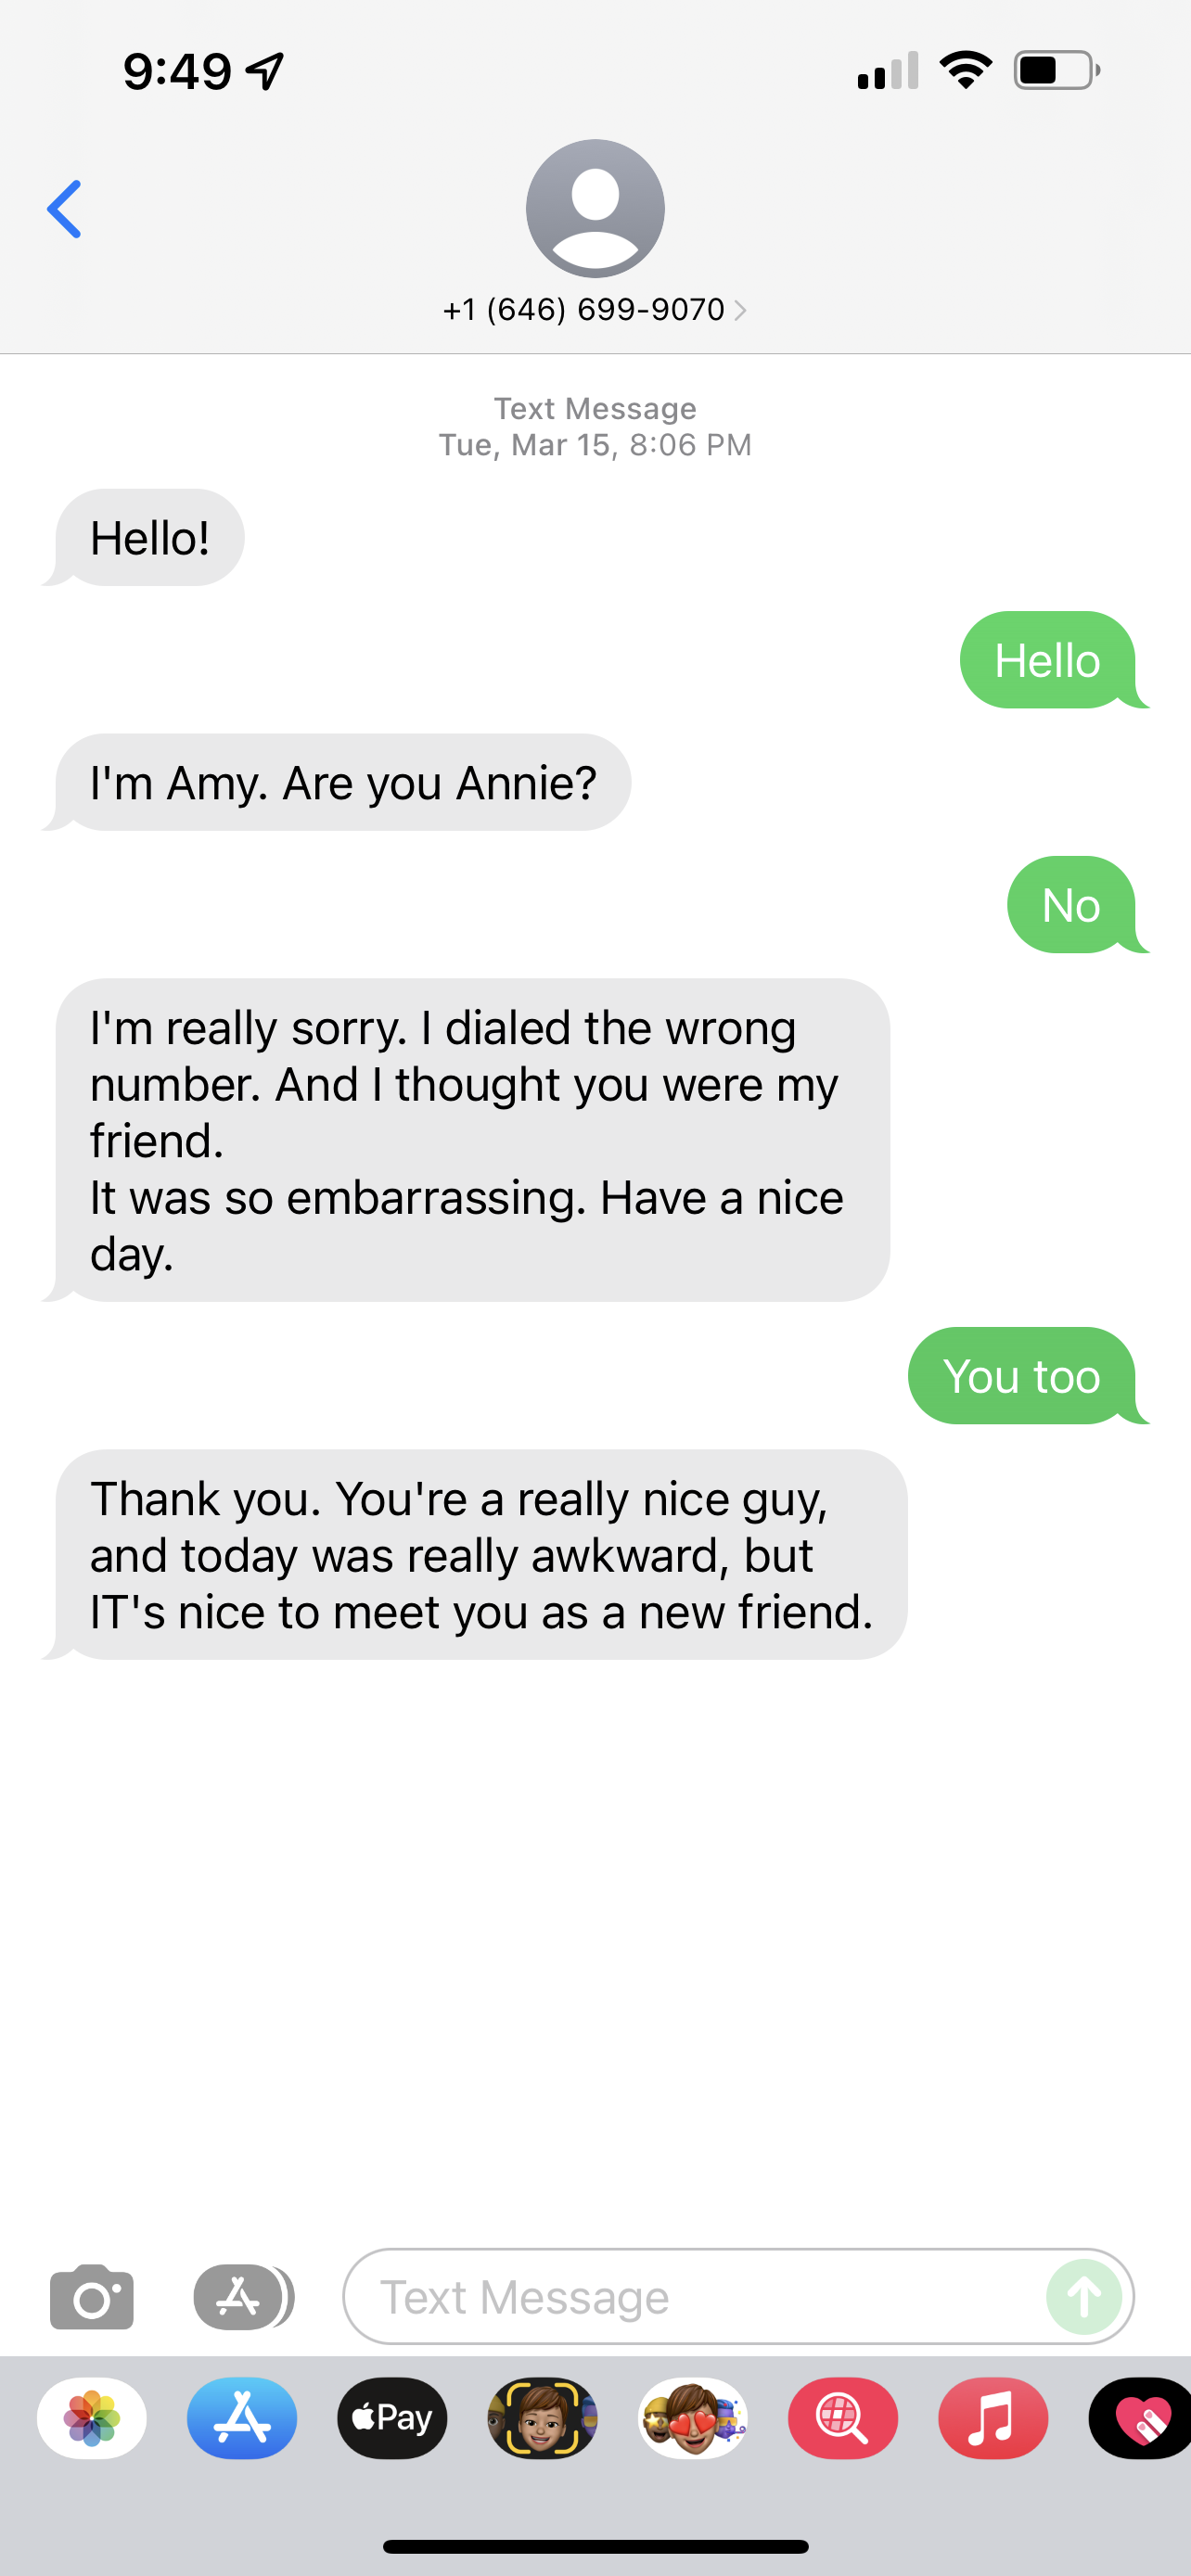 9:49
+1 (646) 699-9070
Text Message
Tue, Mar 15, 8:06 PM
Hello!
Hello
I'm Amy. Are you Annie?
No
I'm really sorry. I dialed the wrong
number. And I thought you were my
friend.
It was so embarrassing. Have a nice
day.
You too
Thank you. You're a really nice guy,
and today was really awkward, but
IT's nice to meet you as a new friend.
Text Message
Pay